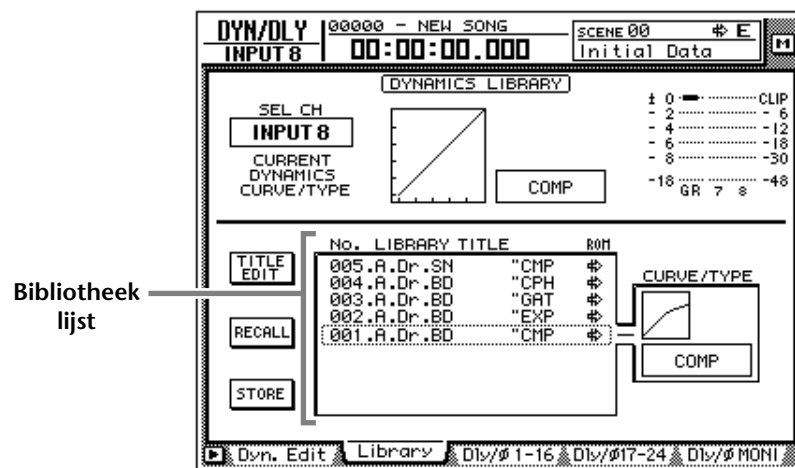 DYN/DLY
INPUT 8
00000 - NEW SONG
00:00:00.000
SCENE 00 E
Initial Data
M
DYNAMICS LIBRARY
SEL CH
INPUT 8
CURRENT
DYNAMICS
CURVE/TYPE
COMP
± 0 CLIP
- 2 - 6
- 4 -12
- 6 -18
- 8 -30
-18 -48
GR 7 8
No. LIBRARY TITLE ROM
005.A.Dr.SN "CMP
004.A.Dr.BD "CPH
003.A.Dr.BD "GAT
002.A.Dr.BD "EXP
001.A.Dr.BD "CMP
TITLE
EDIT
RECALL
STORE
CURVE/TYPE
COMP
Bibliotheek
lijst
Dyn. Edit Library Dly/Ø 1-16 Dly/Ø17-24 Dly/Ø MONI